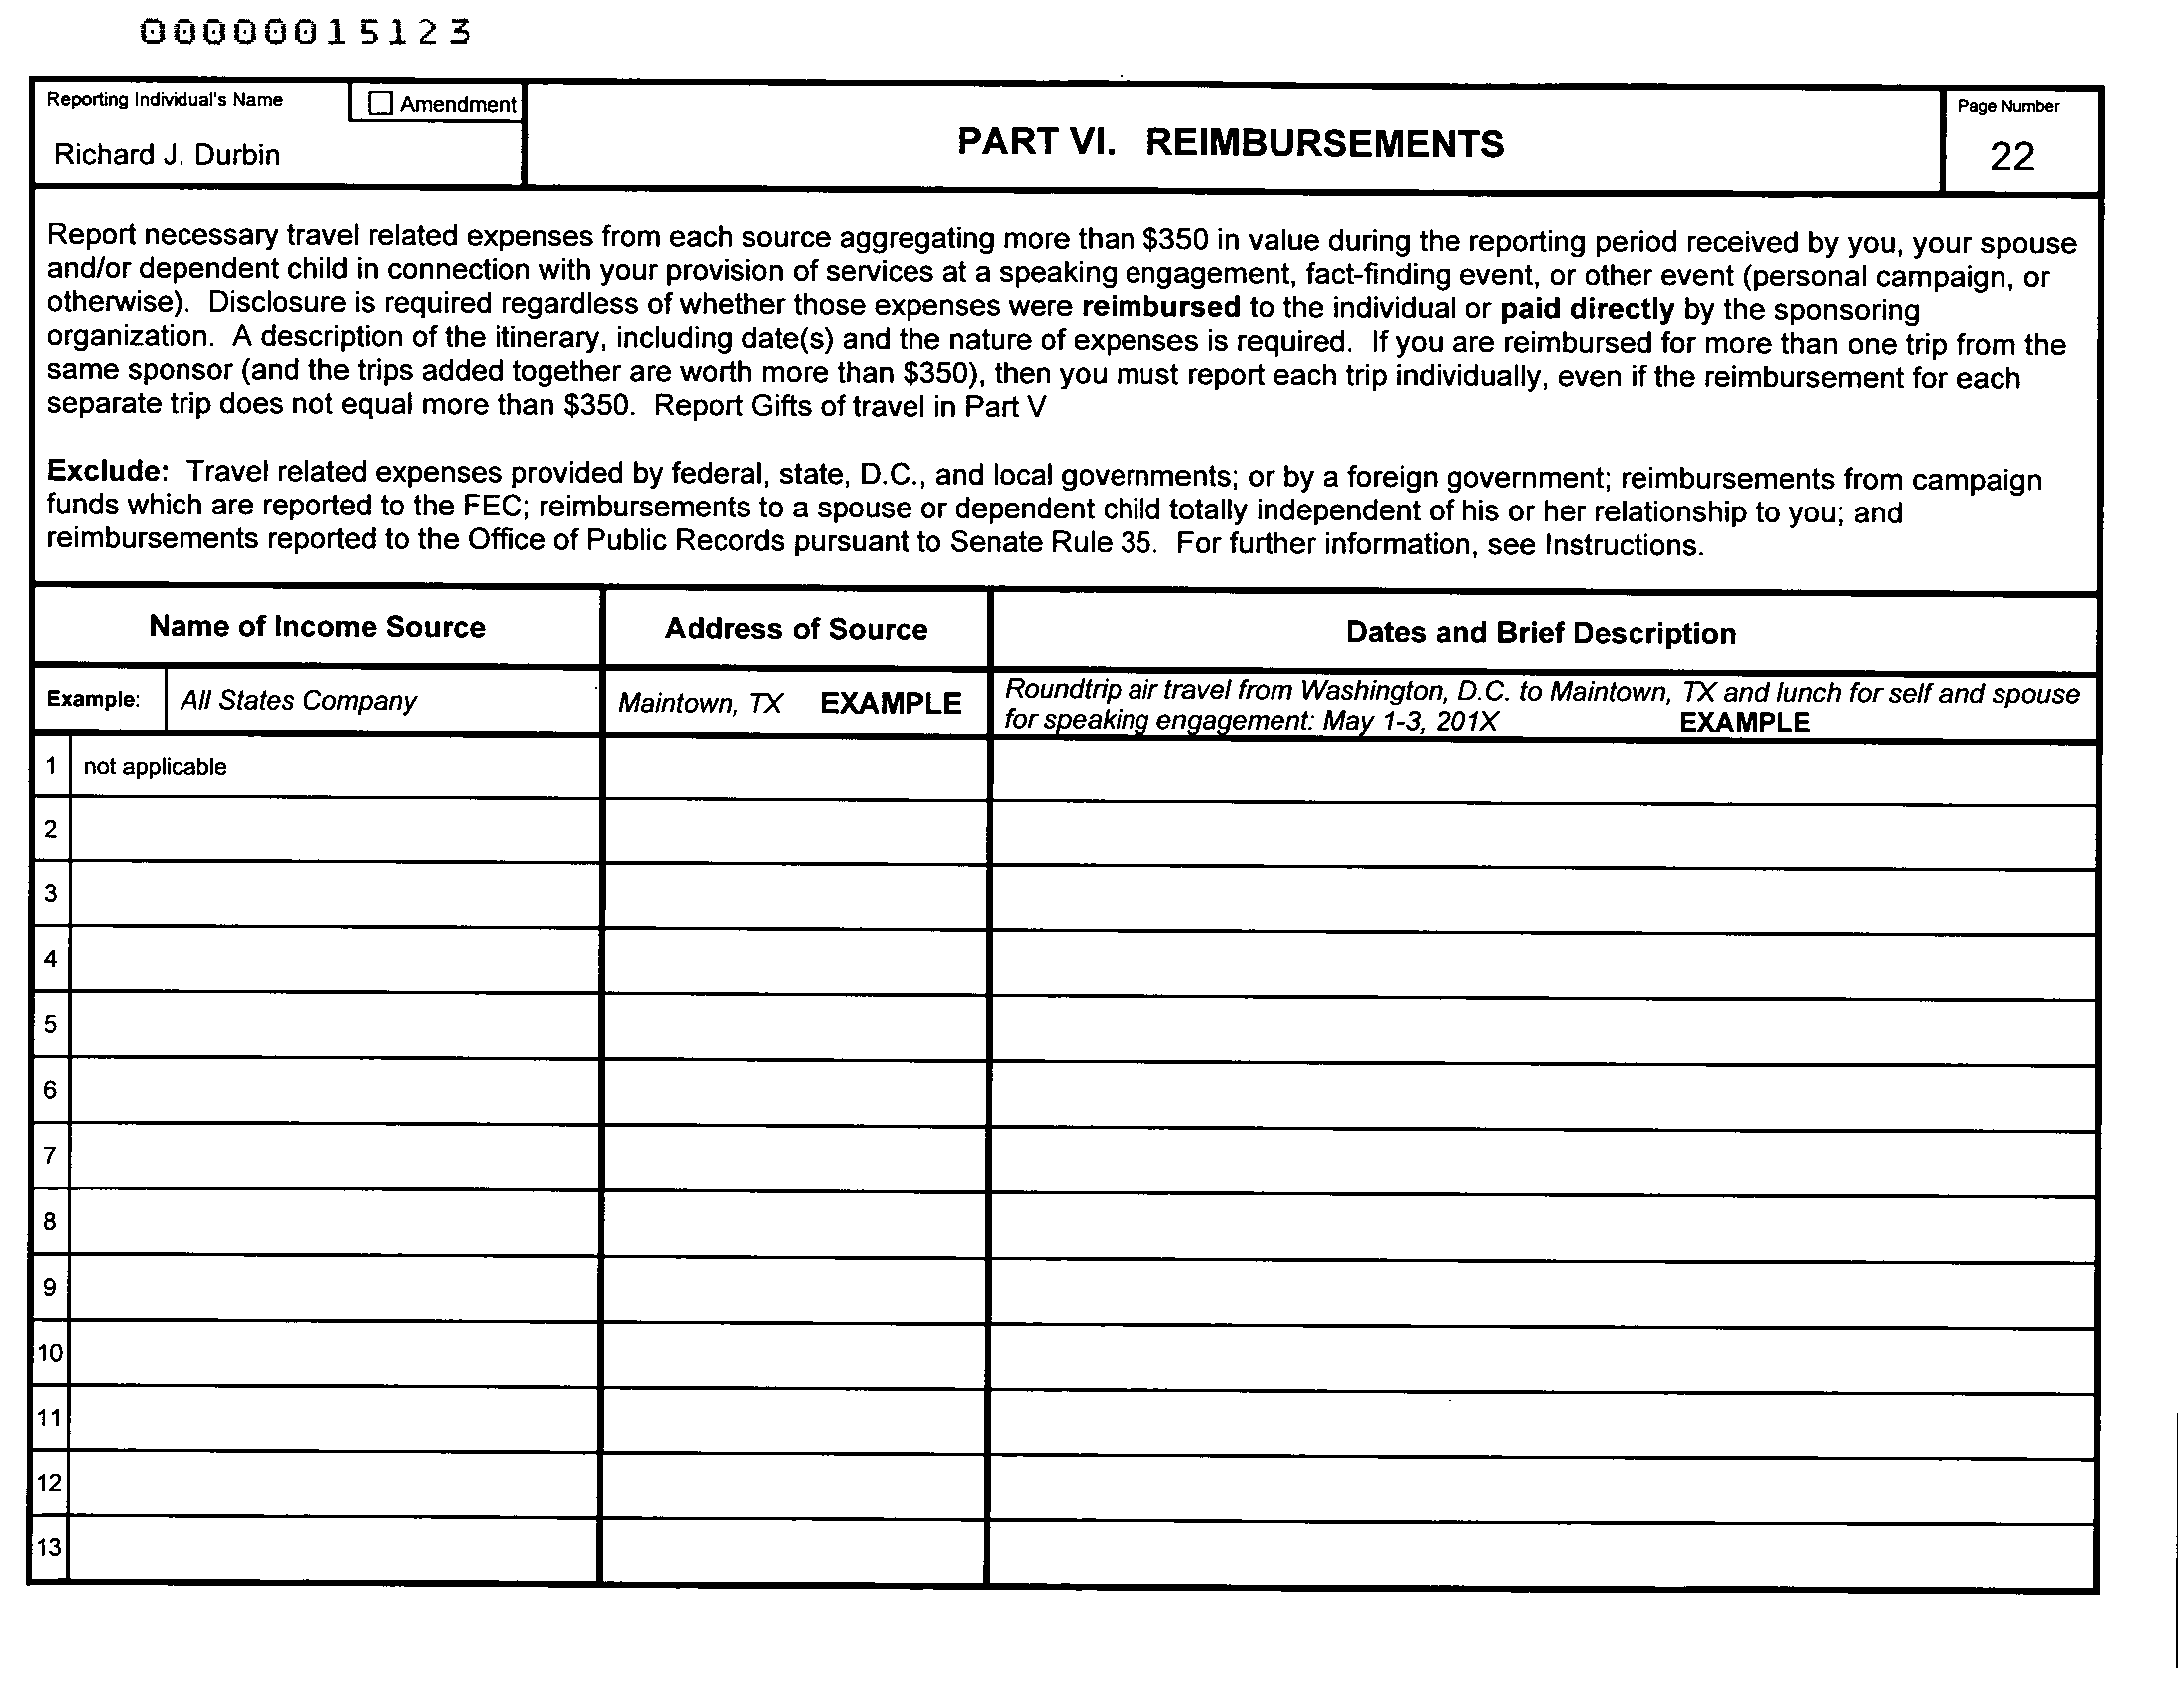 00000015123
Reporting Individual's Name
Amendment
Richard J. Durbin
PART VI. REIMBURSEMENTS
Page Number
22
Report necessary travel related expenses from each source aggregating more than $350 in value during the reporting period received by you, your spouse
and/or dependent child in connection with your provision of services at a speaking engagement, fact-finding event, or other event (personal campaign, or
otherwise). Disclosure is required regardless of whether those expenses were reimbursed to the individual or paid directly by the sponsoring
organization. A description of the itinerary, including date(s) and the nature of expenses is required. If you are reimbursed for more than one trip from the
same sponsor (and the trips added together are worth more than $350), then you must report each trip individually, even if the reimbursement for each
separate trip does not equal more than $350. Report Gifts of travel in Part V
Exclude: Travel related expenses provided by federal, state, D.C., and local governments; or by a foreign government; reimbursements from campaign
funds which are reported to the FEC; reimbursements to a spouse or dependent child totally independent of his or her relationship to you; and
reimbursements reported to the Office of Public Records pursuant to Senate Rule 35. For further information, see Instructions.
Name of Income Source
Address of Source
Dates and Brief Description
Example:
All States Company
Maintown, TX EXAMPLE
Roundtrip air travel from Washington, D.C. to Maintown, TX and lunch for self and spouse
for speaking engagement: May 1-3, 201X EXAMPLE
1 not applicable
2
3
4
5
6
7
8
9
10
11
12
13